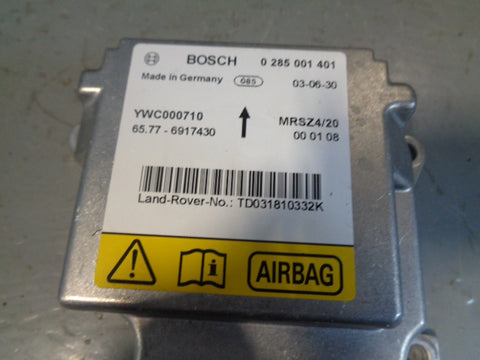 BOSCH 0 285 001 401
Made in Germany 085 03-06-30
YWC000710 MRSZ4/20
65.77 - 6917430 00 01 08
Land-Rover-No.: TD031810332K
AIRBAG